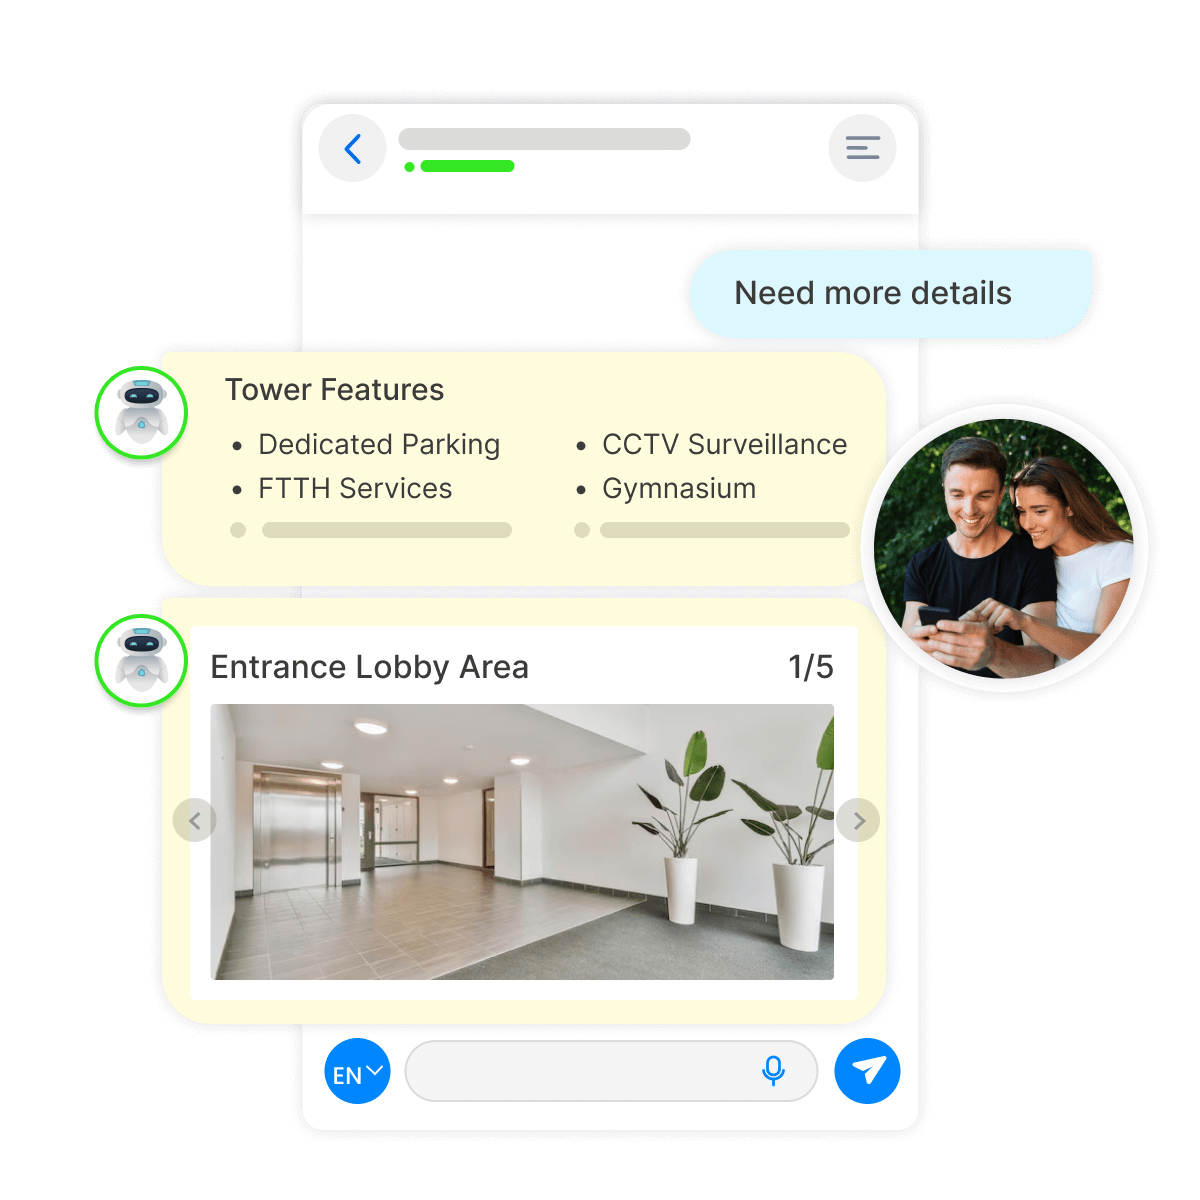 Need more details
Tower Features
• Dedicated Parking
• CCTV Surveillance
• FTTH Services
• Gymnasium
Entrance Lobby Area
1/5
EN